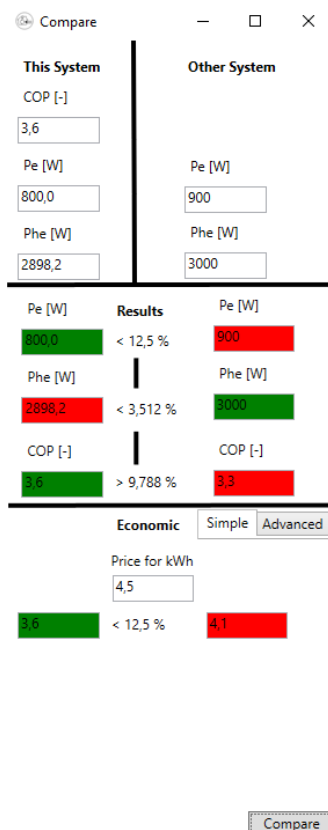 Compare
This System Other System
COP [-]
3,6
Pe [W] Pe [W]
800,0 900
Phe [W] Phe [W]
2898,2 3000
Pe [W] Results Pe [W]
800,0 < 12,5 % 900
Phe [W] Phe [W]
2898,2 < 3,512 % 3000
COP [-] COP [-]
3,6 > 9,788 % 3,3
Economic Simple Advanced
Price for kWh
4,5
3,6 < 12,5 % 4,1
Compare